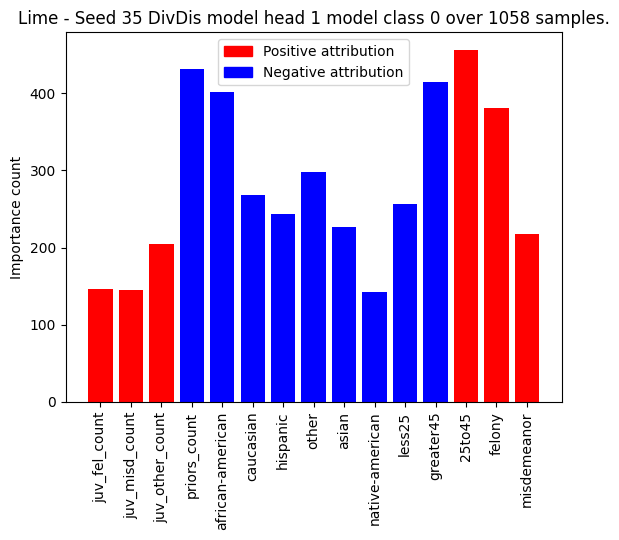 Lime - Seed 35 DivDis model head 1 model class 0 over 1058 samples.
Positive attribution
Negative attribution
Importance count
400
300
200
100
0
juv_fel_count
juv_misd_count
juv_other_count
priors_count
african-american
caucasian
hispanic
other
asian
native-american
less25
greater45
25to45
felony
misdemeanor